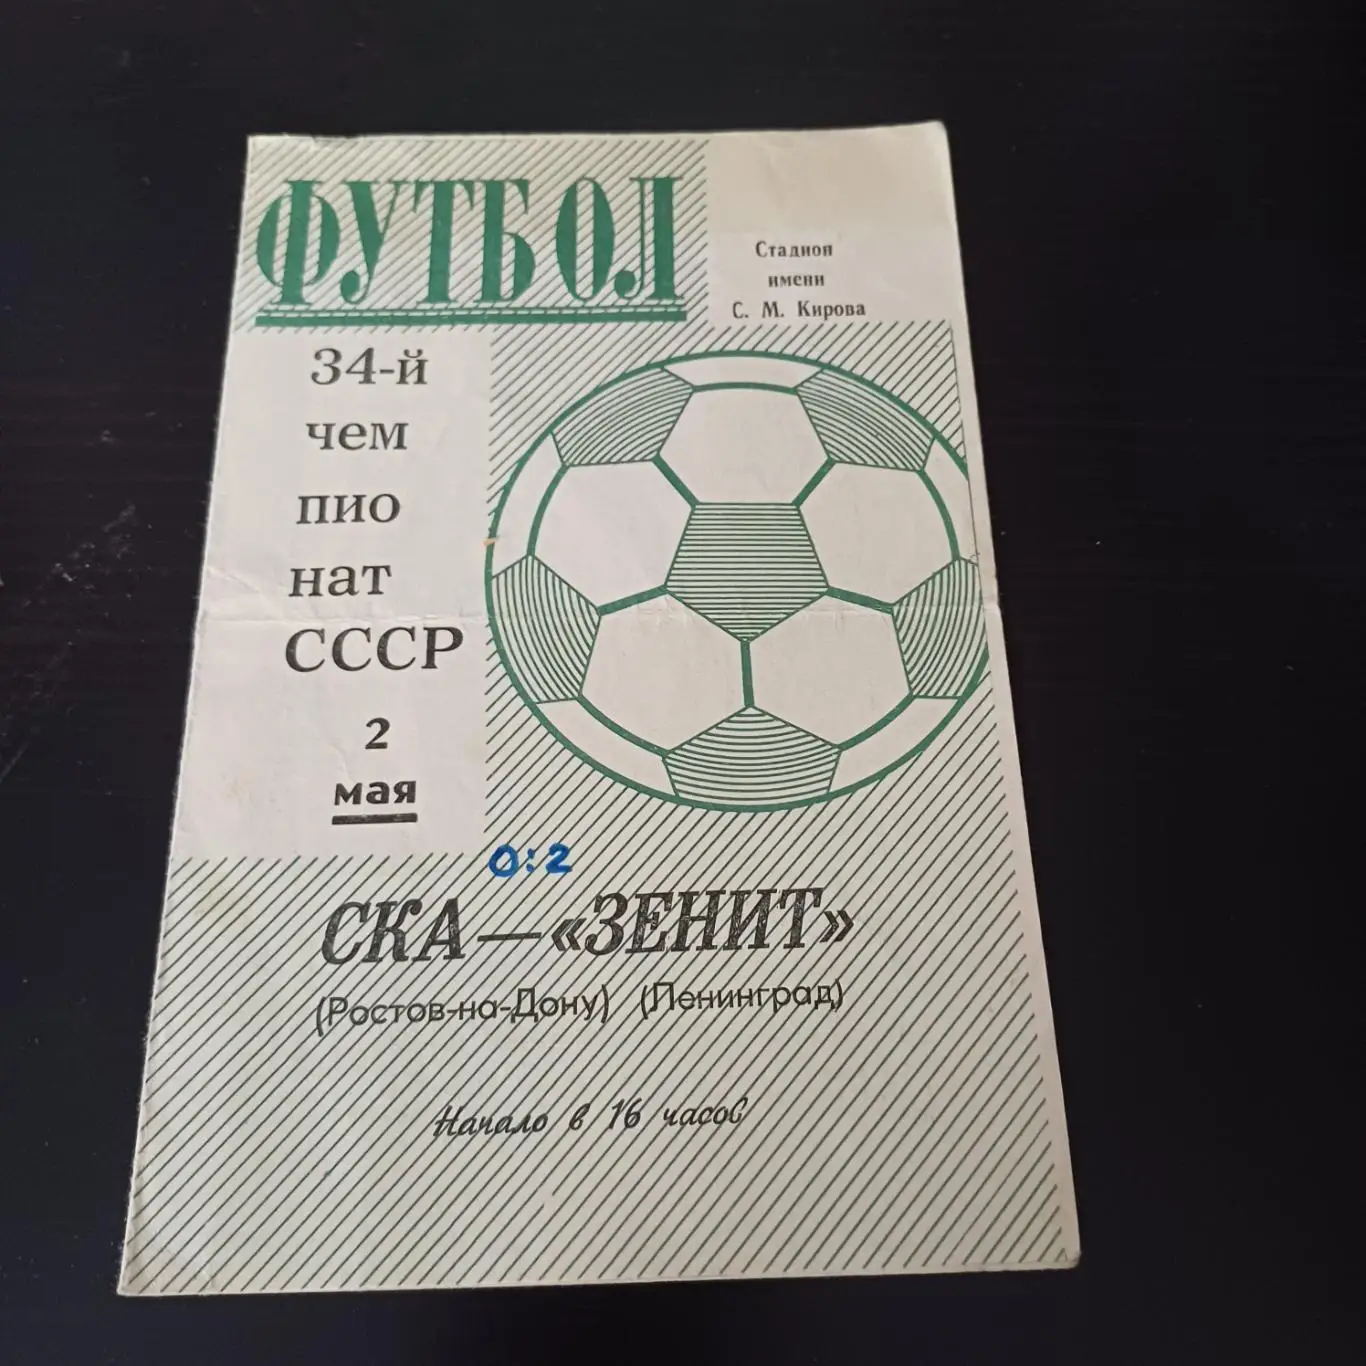 ФУТБОЛ
Стадион
имени
С. М. Кирова
34-й
чем
пио
нат
СССР
2
мая
0:2
СКА — «ЗЕНИТ»
(Ростов-на-Дону) (Ленинград)
Начало в 16 часов